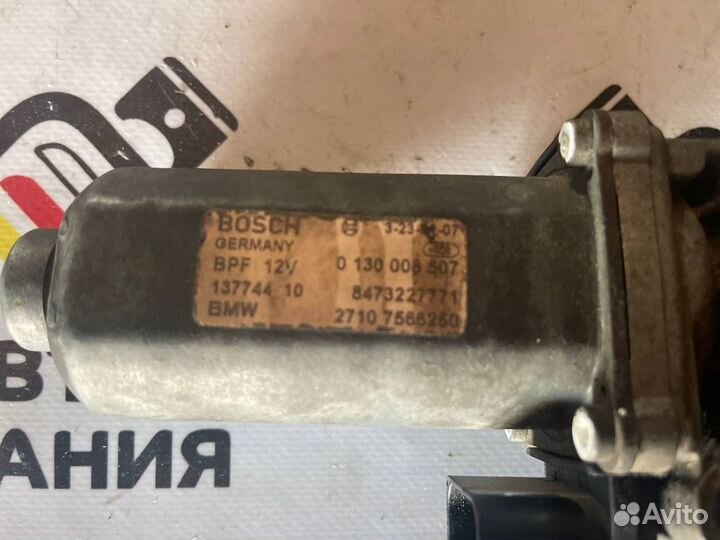 BOSCH
GERMANY
BPF 12V 0 130 008 507
137744 10 8473227771
BMW 2710 7566250
АНИЯ
Avito